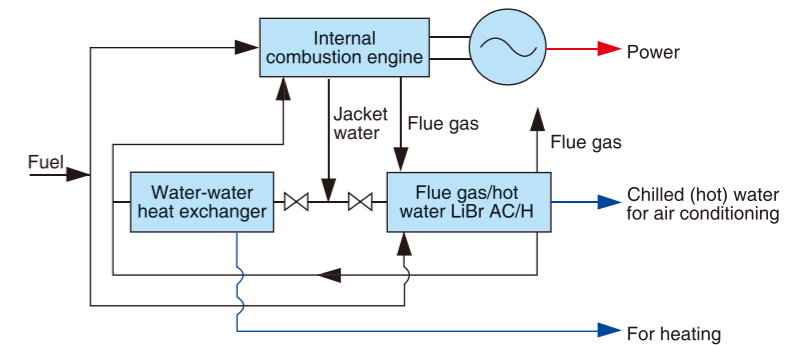 Internal
combustion engine
Power
Jacket
water
Flue gas
Flue gas
Fuel
Water-water
heat exchanger
Flue gas/hot
water LiBr AC/H
Chilled (hot) water
for air conditioning
For heating